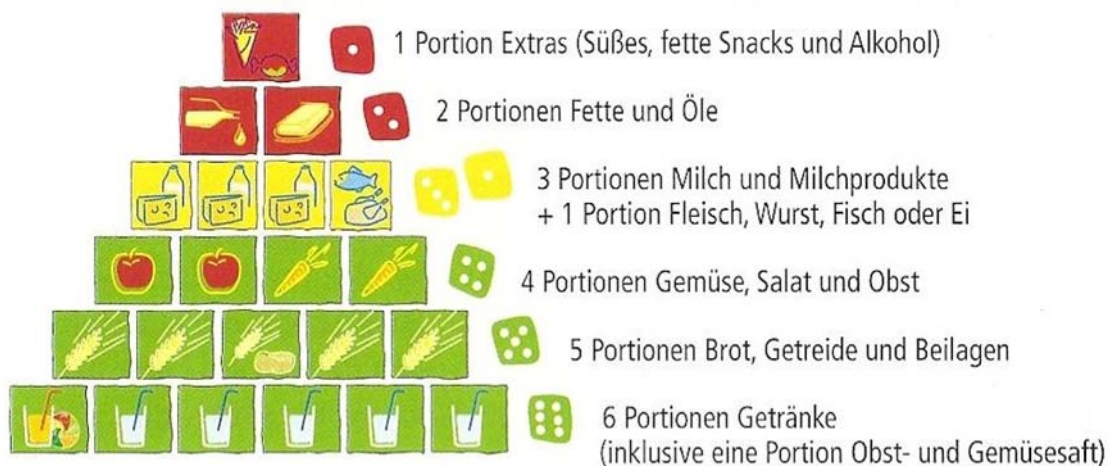 1 Portion Extras (Süßes, fette Snacks und Alkohol)
2 Portionen Fette und Öle
3 Portionen Milch und Milchprodukte
+ 1 Portion Fleisch, Wurst, Fisch oder Ei
4 Portionen Gemüse, Salat und Obst
5 Portionen Brot, Getreide und Beilagen
6 Portionen Getränke
(inklusive eine Portion Obst- und Gemüsesaft)